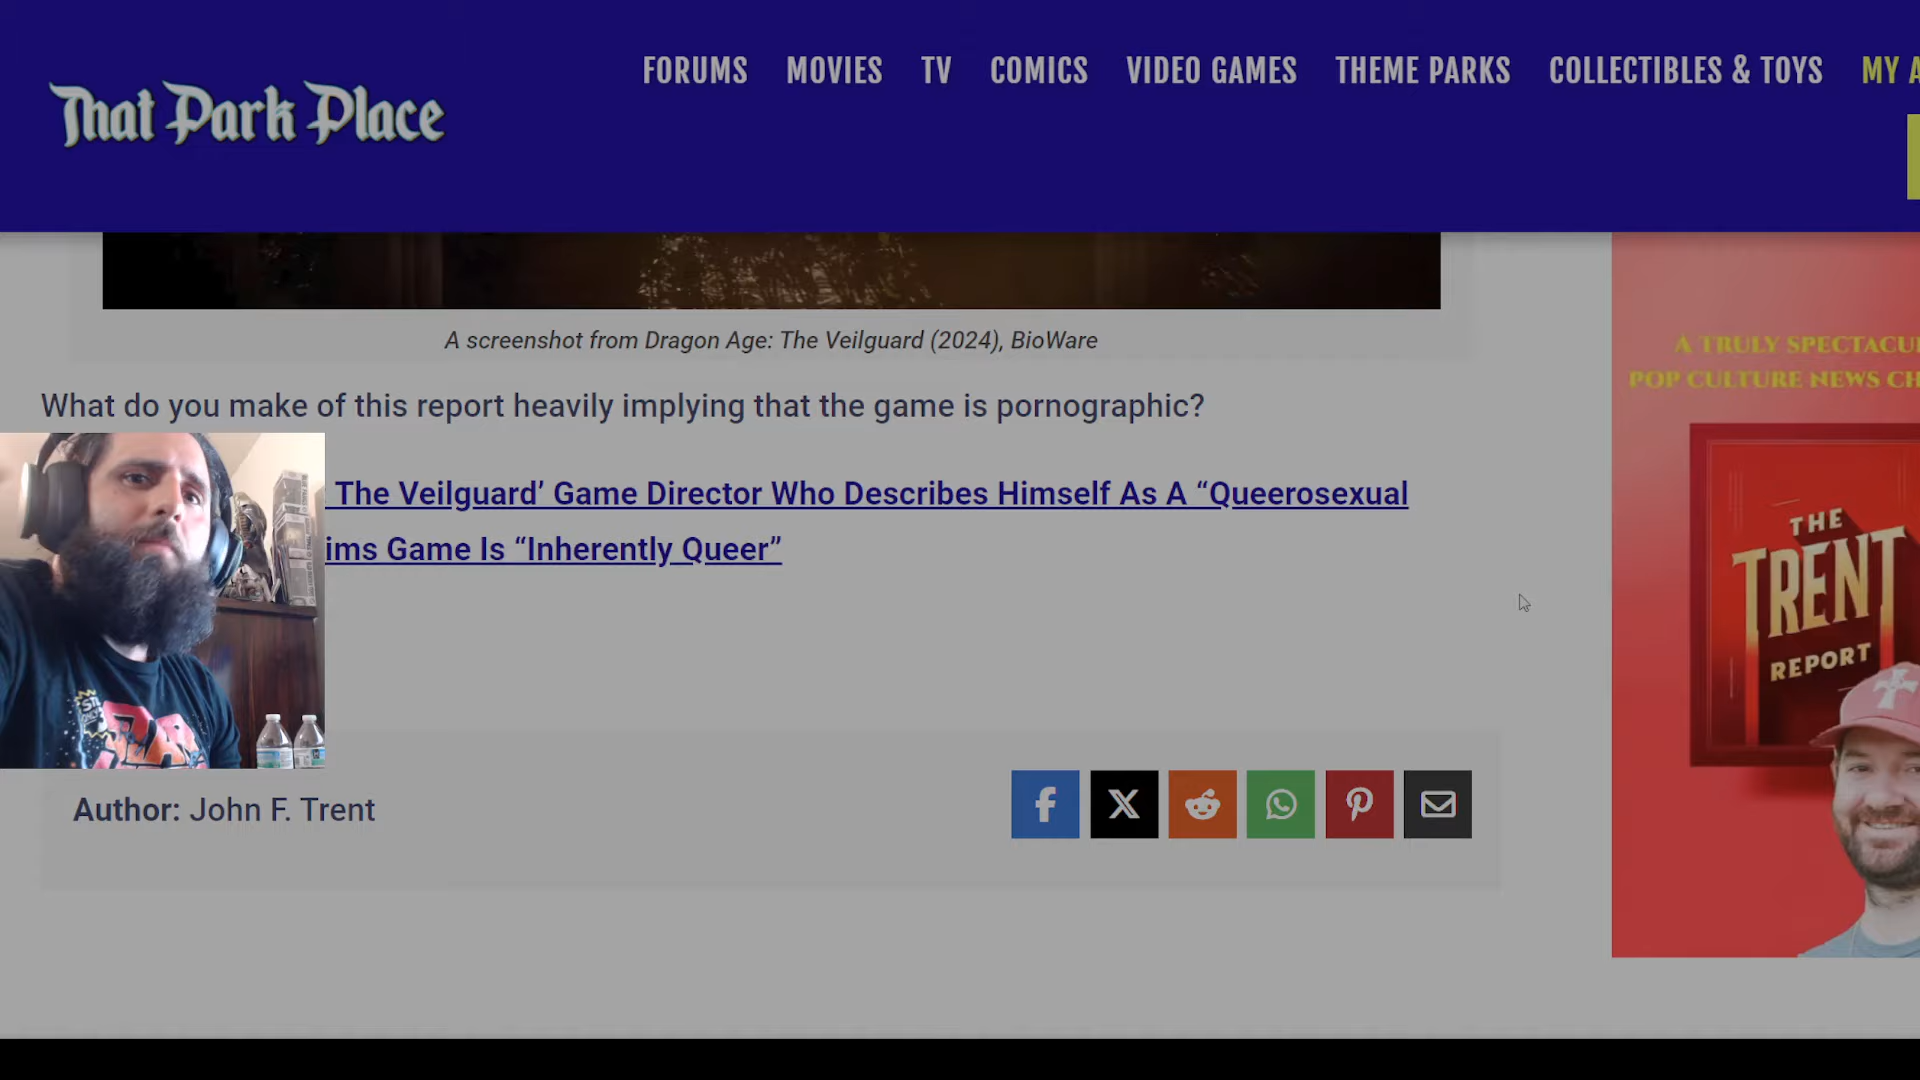 FORUMS MOVIES TV COMICS VIDEO GAMES THEME PARKS COLLECTIBLES & TOYS MY
That Park Place
A screenshot from Dragon Age: The Veilguard (2024), BioWare
What do you make of this report heavily implying that the game is pornographic?
The Veilguard’ Game Director Who Describes Himself As A “Queerosexual
Game Is “Inherently Queer”
Author: John F. Trent
A TRULY
POP CULTURE NEWS
THE
TRENT
REPORT